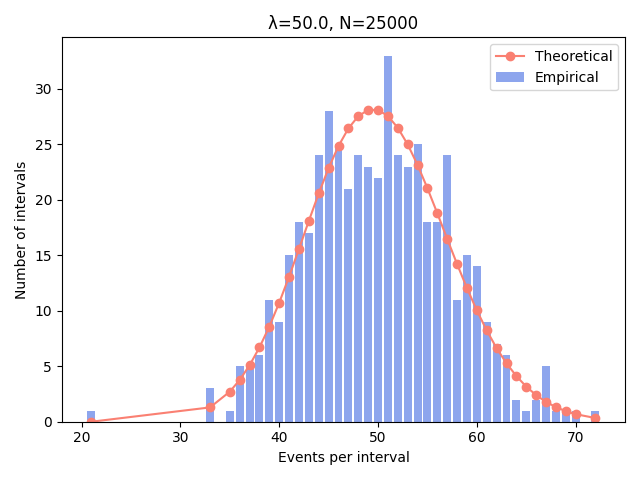 λ=50.0, N=25000
Theoretical
Empirical
Number of intervals
30
25
20
15
10
5
0
20 30 40 50 60 70
Events per interval